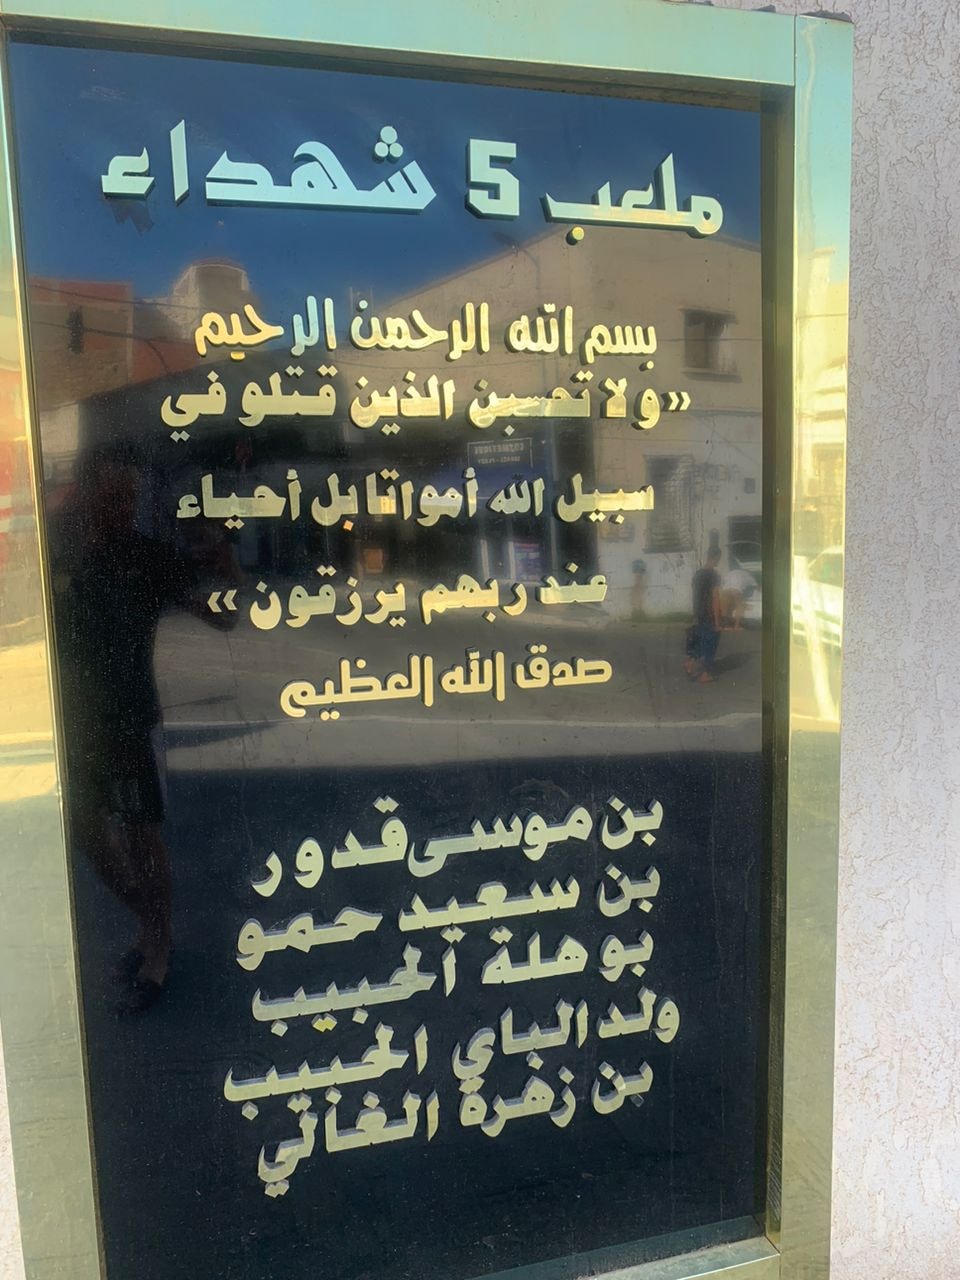 ملعب 5 شهداء
بسم الله الرحمن الرحيم
«ولا تحسبن الذين قتلو في
سبيل الله أمواتا بل أحياء
عند ربهم يرزقون»
صدق الله العظيم
بن موسى قدور
بن سعيد حمو
بوهلة الحبيب
ولد الباي الحبيب
بن زهرة الغالي
COSMETIQUE